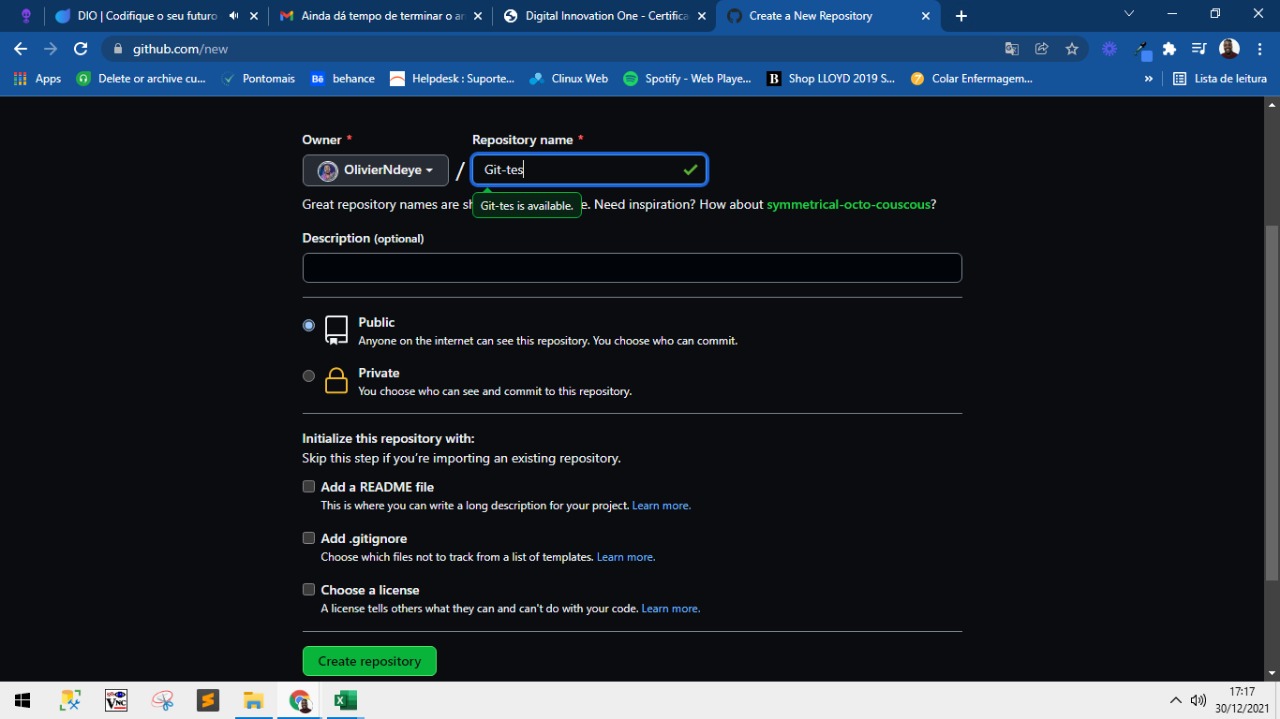 DIO | Codifique o seu futuro
Ainda dá tempo de terminar o an
Digital Innovation One - Certifica
Create a New Repository
github.com/new
Apps
Delete or archive cu...
Pontomais
Bē behance
Helpdesk : Suporte...
Clinux Web
Spotify - Web Playe...
B Shop LLOYD 2019 S...
Colar Enfermagem...
»
Lista de leitura
Owner *
Repository name *
OlivierNdeye
/
Git-tes
Great repository names are sh
Git-tes is available.
e. Need inspiration? How about symmetrical-octo-couscous?
Description (optional)
Public
Anyone on the internet can see this repository. You choose who can commit.
Private
You choose who can see and commit to this repository.
Initialize this repository with:
Skip this step if you're importing an existing repository.
Add a README file
This is where you can write a long description for your project. Learn more.
Add .gitignore
Choose which files not to track from a list of templates. Learn more.
Choose a license
A license tells others what they can and can't do with your code. Learn more.
Create repository
VNC
17:17
30/12/2021